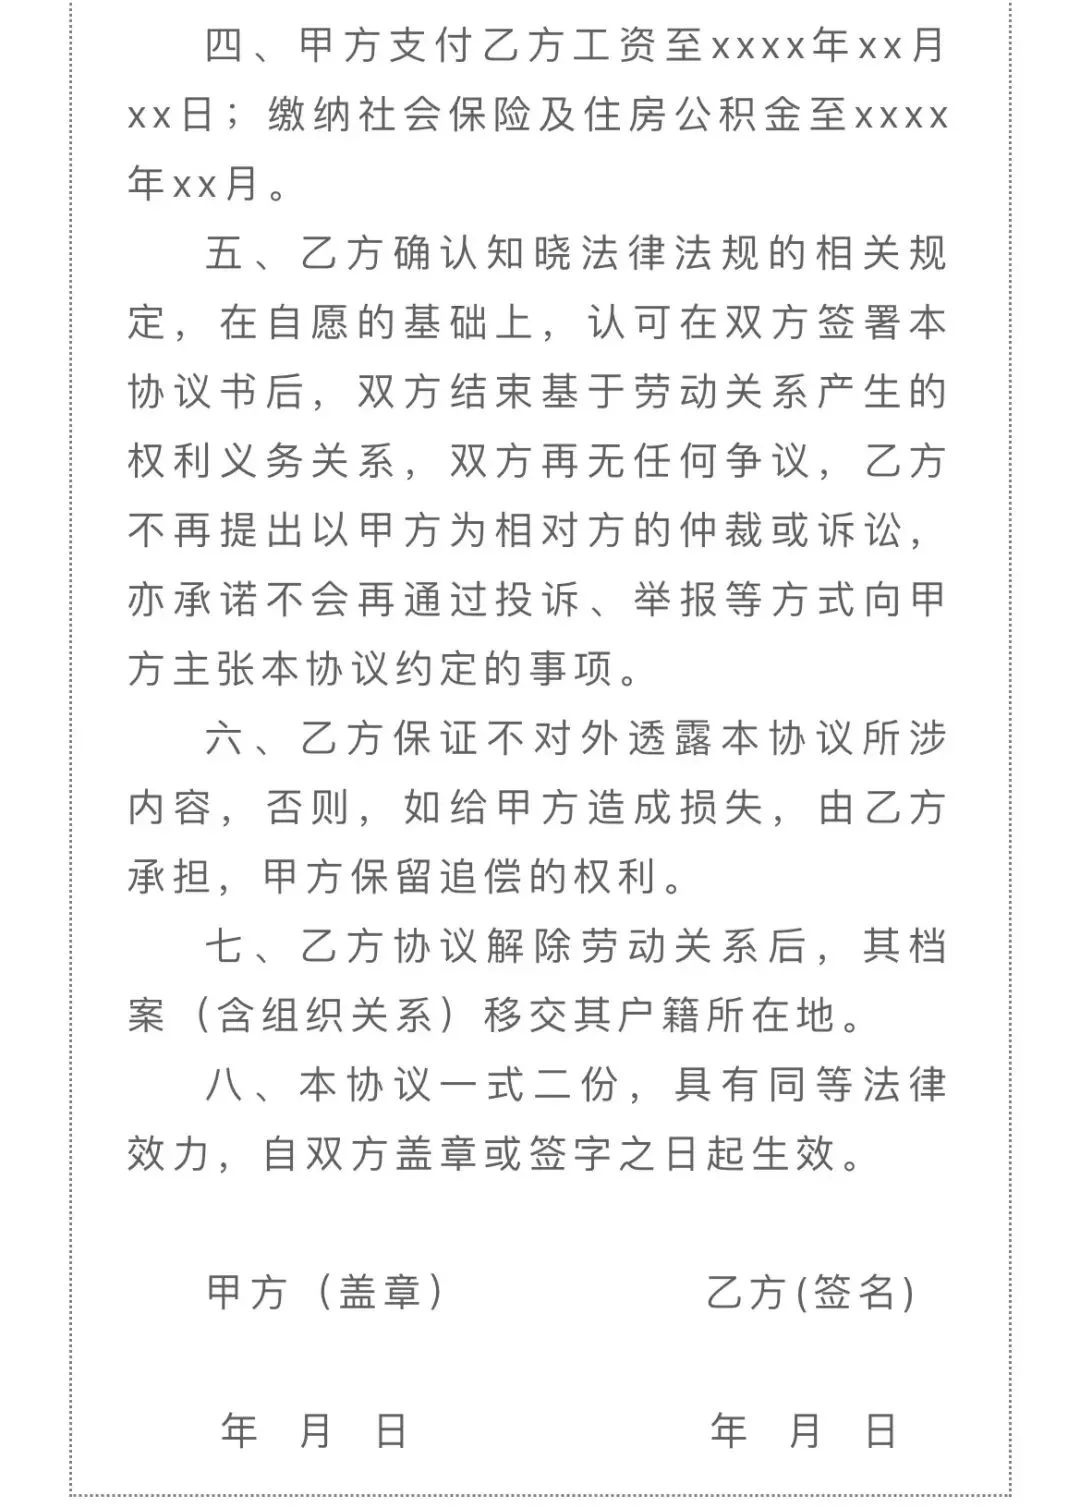 四、甲方支付乙方工资至xxxx年xx月
xx日；缴纳社会保险及住房公积金至xxxx
年xx月。
五、乙方确认知晓法律法规的相关规
定，在自愿的基础上，认可在双方签署本
协议书后，双方结束基于劳动关系产生的
权利义务关系，双方再无任何争议，乙方
不再提出以甲方为相对方的仲裁或诉讼，
亦承诺不会再通过投诉、举报等方式向甲
方主张本协议约定的事项。
六、乙方保证不对外透露本协议所涉
内容，否则，如给甲方造成损失，由乙方
承担，甲方保留追偿的权利。
七、乙方协议解除劳动关系后，其档
案（含组织关系）移交其户籍所在地。
八、本协议一式二份，具有同等法律
效力，自双方盖章或签字之日起生效。
甲方（盖章） 乙方(签名)
年 月 日 年 月 日